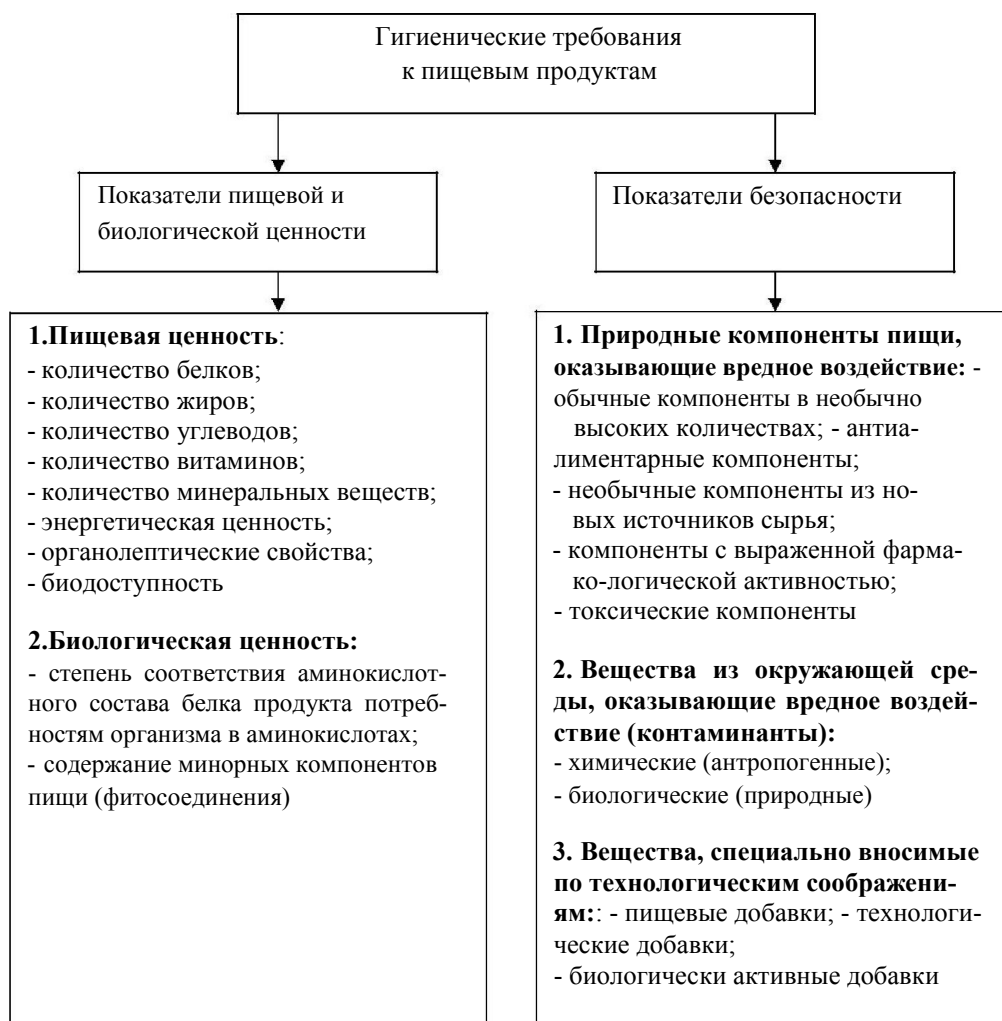 Гигиенические требования
к пищевым продуктам
Показатели пищевой и
биологической ценности
1.Пищевая ценность:
- количество белков;
- количество жиров;
- количество углеводов;
- количество витаминов;
- количество минеральных веществ;
- энергетическая ценность;
- органолептические свойства;
- биодоступность
2.Биологическая ценность:
- степень соответствия аминокислот-
ного состава белка продукта потреб-
ностям организма в аминокислотах;
- содержание минорных компонентов
пищи (фитосоединения)
Показатели безопасности
1. Природные компоненты пищи,
оказывающие вредное воздействие: -
обычные компоненты в необычно
высоких количествах; - антиа-
лиментарные компоненты;
- необычные компоненты из но-
вых источников сырья;
- компоненты с выраженной фарма-
ко-логической активностью;
- токсические компоненты
2. Вещества из окружающей сре-
ды, оказывающие вредное воздей-
ствие (контаминанты):
- химические (антропогенные);
- биологические (природные)
3. Вещества, специально вносимые
по технологическим соображени-
ям:: - пищевые добавки; - технологи-
ческие добавки;
- биологически активные добавки